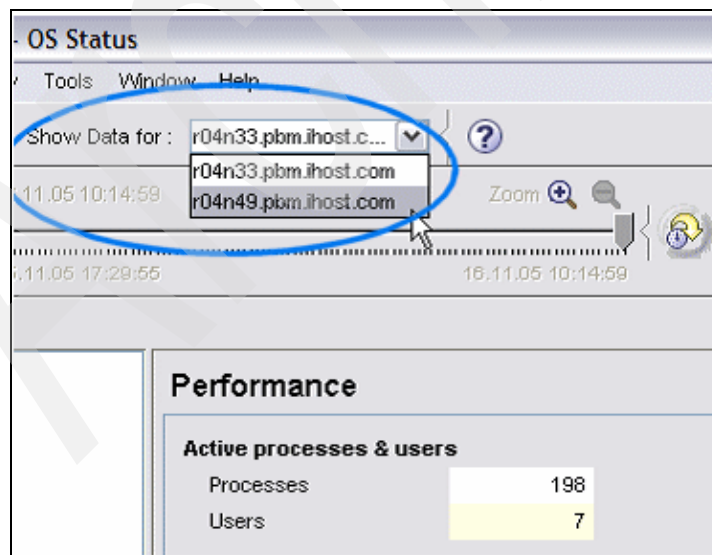 - OS Status
Tools Window Help
Show Data for : r04n33.pbm.ihost.c...
r04n33.pbm.ihost.com
r04n49.pbm.ihost.com
.11.05 10:14:59 Zoom
.11.05 17:29:55 16.11.05 10:14:59
Performance
Active processes & users
Processes 198
Users 7